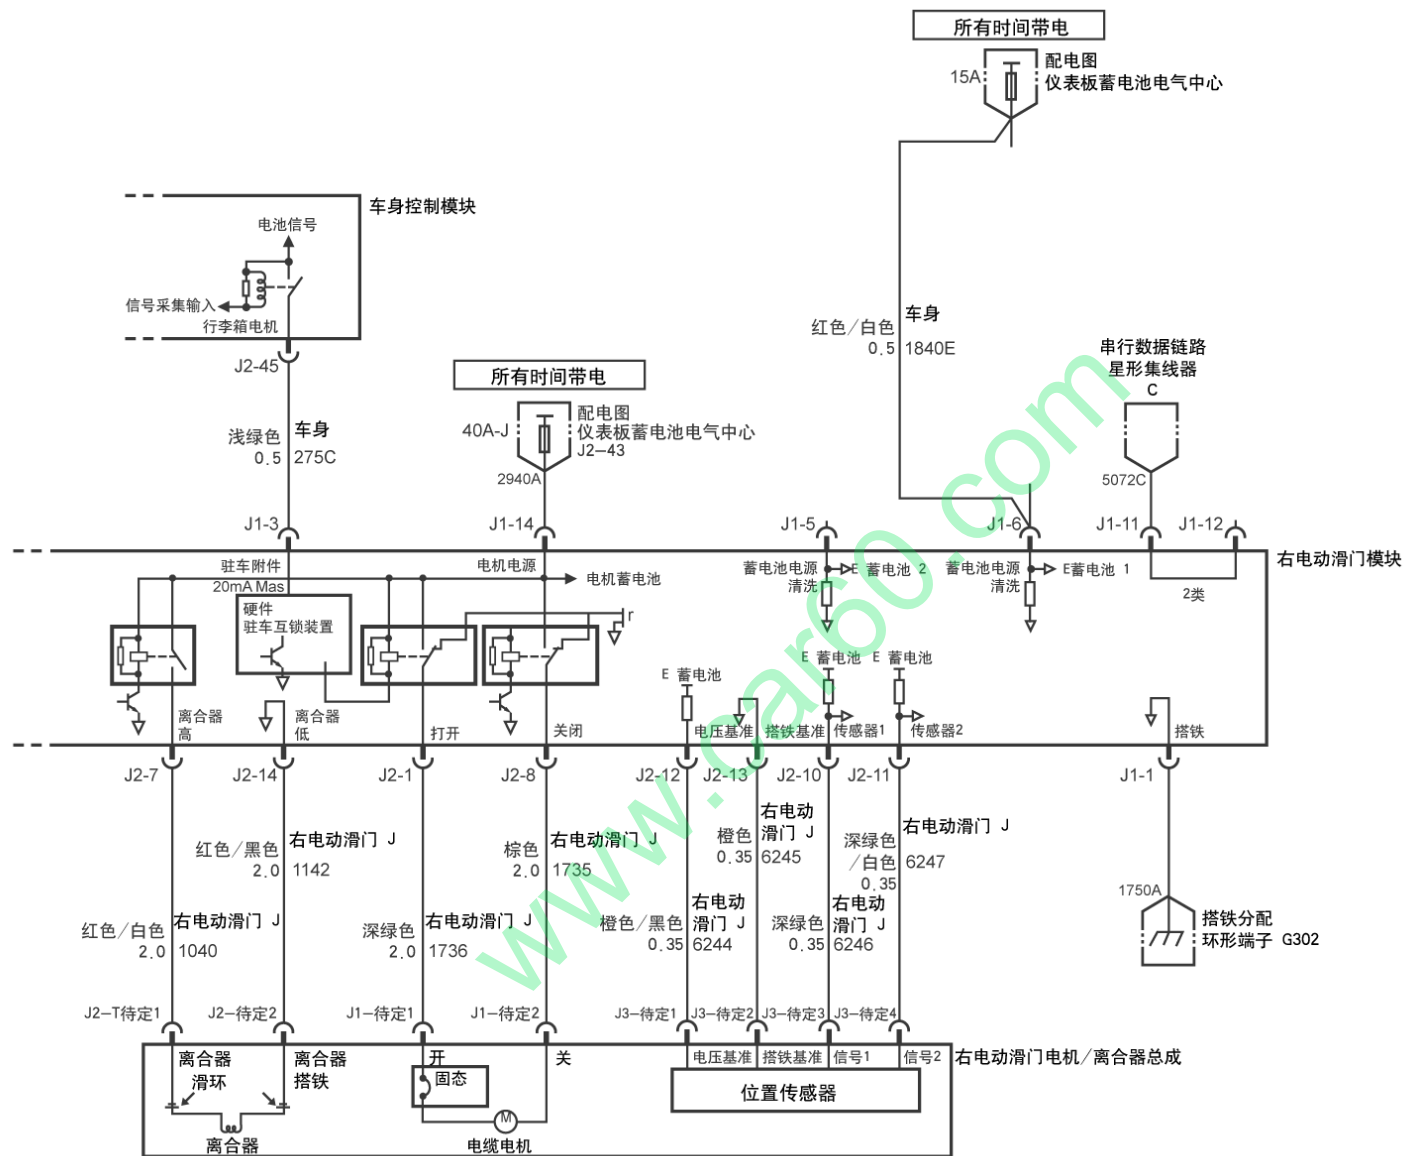 所有时间带电
15A
配电图
仪表板蓄电池电气中心
车身控制模块
电池信号
信号采集输入
行李箱电机
J2-45
浅绿色
0.5
车身
275C
所有时间带电
40A-J
配电图
仪表板蓄电池电气中心
J2-43
2940A
红色/白色
0.5
车身
1840E
串行数据链路
星形集线器
C
5072C
J1-3
J1-14
J1-5
J1-6
J1-11
J1-12
右电动滑门模块
驻车附件
20mA Mas
电机电源
电机蓄电池
蓄电池电源
清洗
E 蓄电池 2
蓄电池电源
清洗
E蓄电池 1
2类
硬件
驻车互锁装置
r
E 蓄电池
E 蓄电池
E 蓄电池
离合器
高
离合器
低
打开
关闭
电压基准
搭铁基准
传感器1
传感器2
搭铁
J2-7
J2-14
J2-1
J2-8
J2-12
J2-13
J2-10
J2-11
J1-1
红色/黑色
2.0
右电动滑门 J
1142
棕色
2.0
右电动滑门 J
1735
橙色
0.35
右电动
滑门 J
6245
深绿色
/白色
0.35
右电动滑门 J
6247
红色/白色
2.0
右电动滑门 J
1040
深绿色
2.0
右电动滑门 J
1736
橙色/黑色
0.35
右电动
滑门 J
6244
深绿色
0.35
右电动
滑门 J
6246
1750A
搭铁分配
环形端子 G302
J2-T待定1
J2-待定2
J1-待定1
J1-待定2
J3-待定1
J3-待定2
J3-待定3
J3-待定4
离合器
滑环
离合器
搭铁
开
关
固态
M
电缆电机
离合器
电压基准
搭铁基准
信号1
信号2
位置传感器
右电动滑门电机/离合器总成
www.car60.com